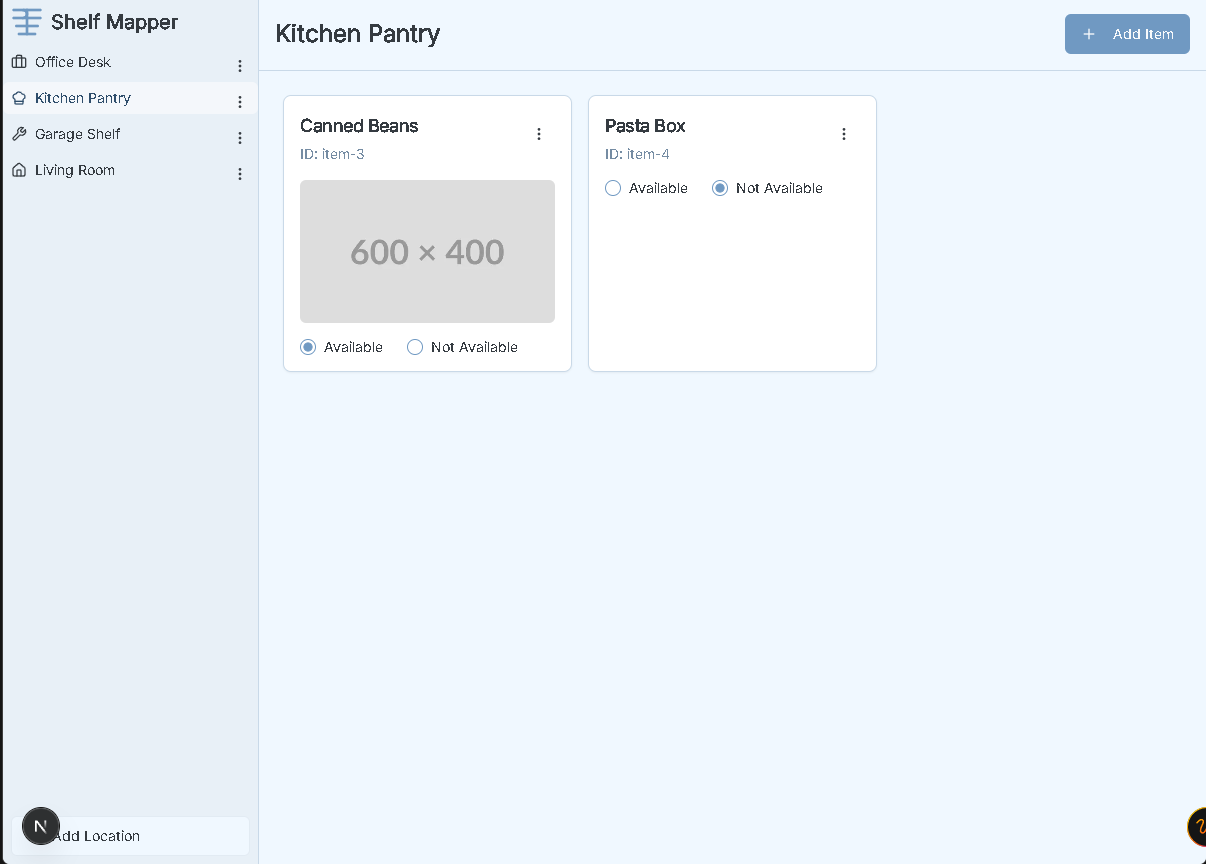 Shelf Mapper
Office Desk
Kitchen Pantry
Garage Shelf
Living Room
Add Location
N
Kitchen Pantry
Add Item
Canned Beans
ID: item-3
600 × 400
Available Not Available
Pasta Box
ID: item-4
Available Not Available